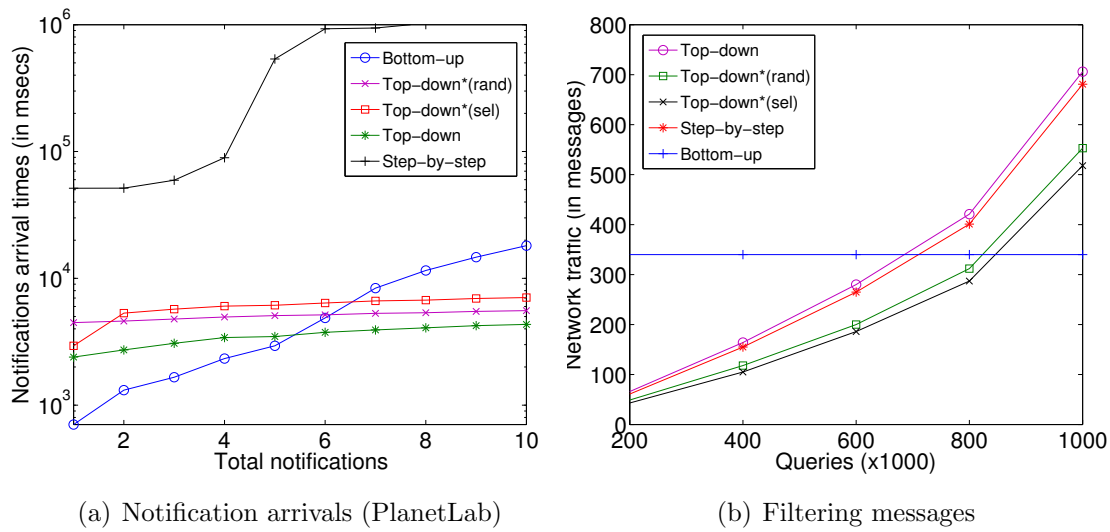 10^6
10^5
10^4
10^3
Notifications arrival times (in msecs)
Bottom−up
Top−down*(rand)
Top−down*(sel)
Top−down
Step−by−step
2
4
6
8
10
Total notifications
(a) Notification arrivals (PlanetLab)
800
700
600
500
400
300
200
100
0
Network traffic (in messages)
Top−down
Top−down*(rand)
Top−down*(sel)
Step−by−step
Bottom−up
200
400
600
800
1000
Queries (x1000)
(b) Filtering messages